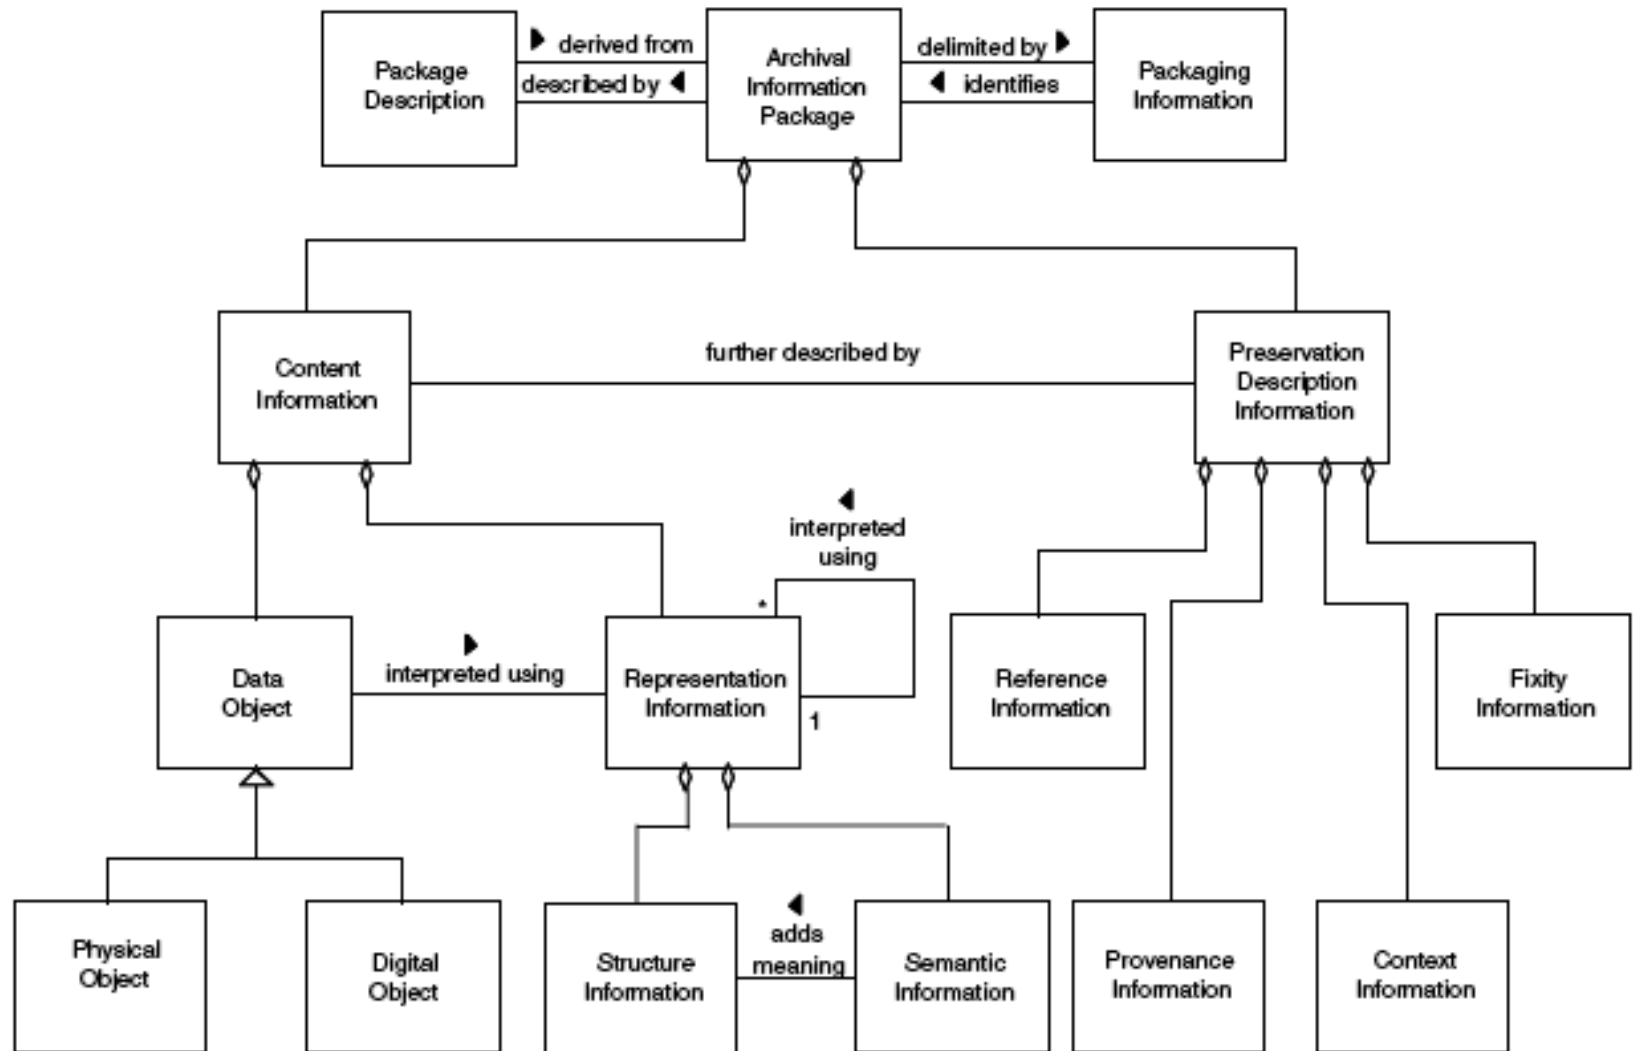 Package
Description
derived from
described by
Archival
Information
Package
delimited by
identifies
Packaging
Information
Content
Information
further described by
Preservation
Description
Information
interpreted
using
*
1
Data
Object
interpreted using
Representation
Information
Reference
Information
Fixity
Information
Physical
Object
Digital
Object
Structure
Information
adds
meaning
Semantic
Information
Provenance
Information
Context
Information